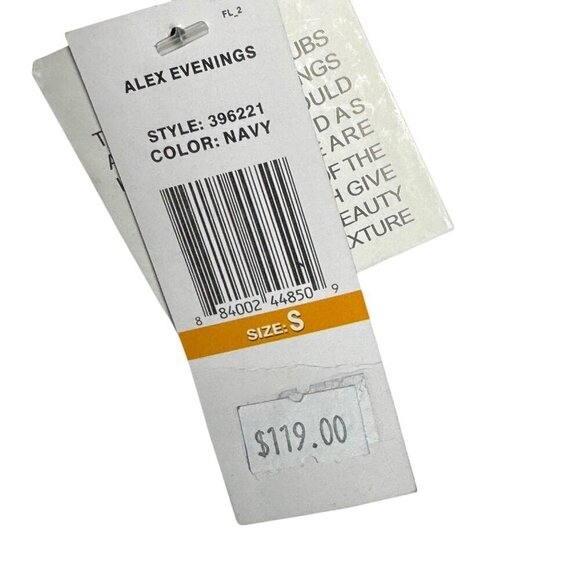 FL_2
ALEX EVENINGS
STYLE: 396221
COLOR: NAVY
8 84002 44850 9
SIZE: S
$119.00
UBS
NGS
OULD
D AS
ARE
OF THE
H GIVE
EAUTY
XTURE